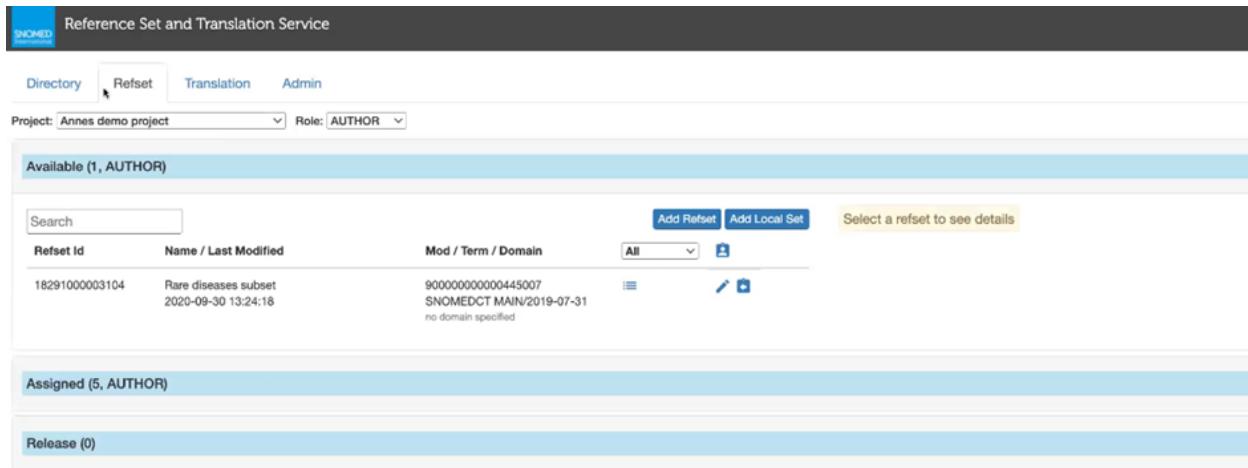 SNOMED
International
Reference Set and Translation Service
Directory Refset Translation Admin
Project: Annes demo project Role: AUTHOR
Available (1, AUTHOR)
Search Add Refset Add Local Set Select a refset to see details
Refset Id Name / Last Modified Mod / Term / Domain All
18291000003104 Rare diseases subset 900000000000445007
2020-09-30 13:24:18 SNOMEDCT MAIN/2019-07-31
no domain specified
Assigned (5, AUTHOR)
Release (0)